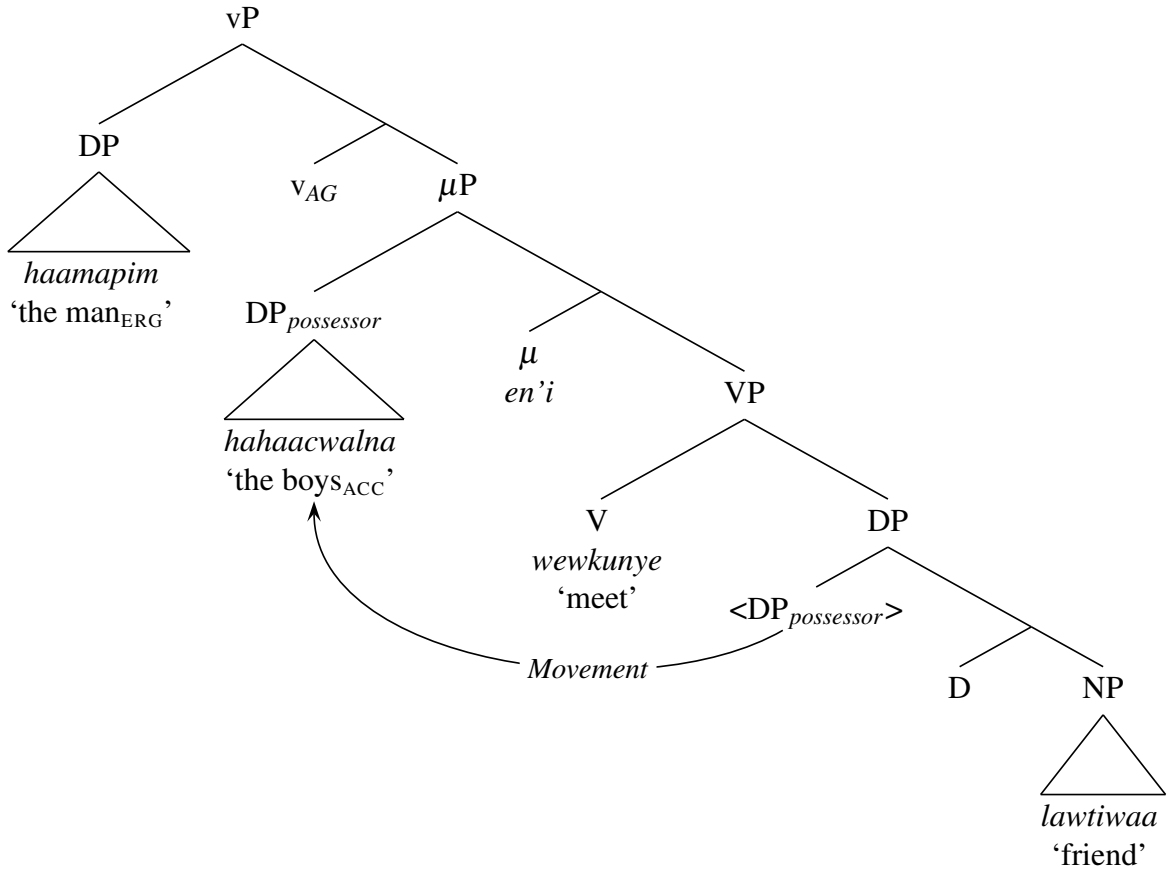 vP
DP
v_AG
µP
haamapim
‘the man_ERG’
DP_possessor
µ
en’i
VP
hahaacwalna
‘the boys_ACC’
V
DP
wewkunye
‘meet’
<DP_possessor>
Movement
D
NP
lawtiwaa
‘friend’